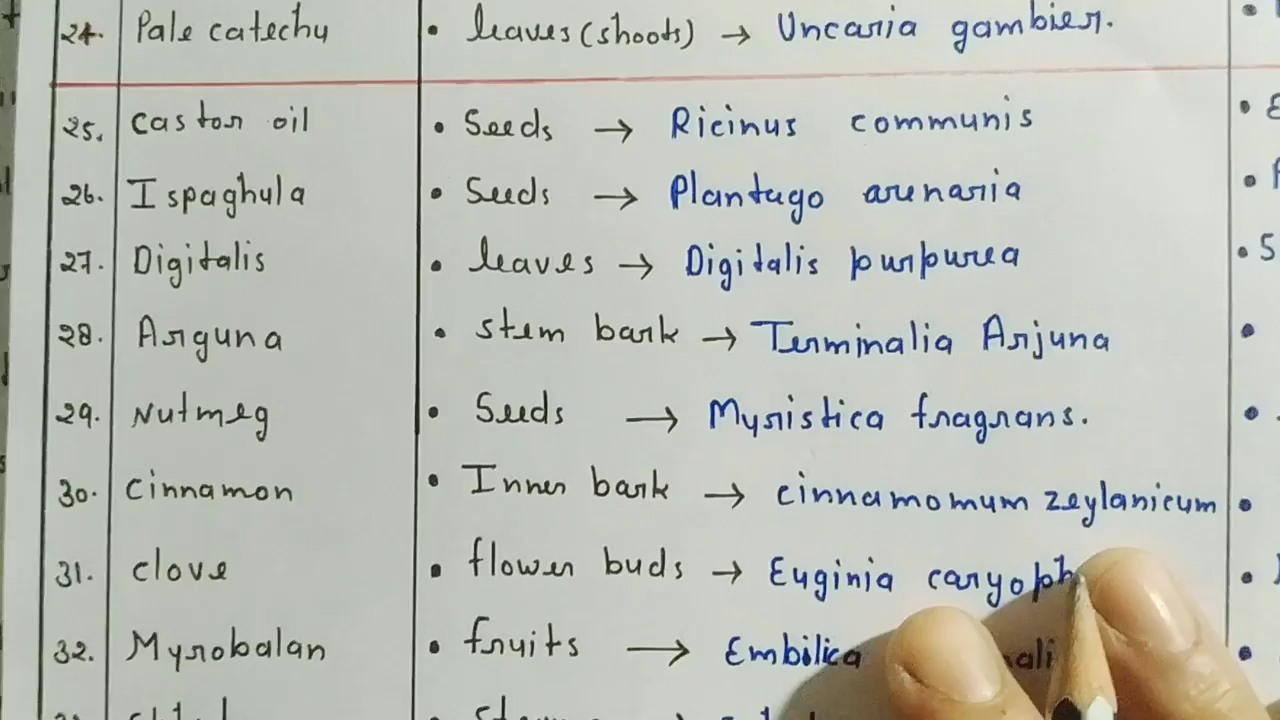 24. Pale catechu • leaves (shoots) → Uncaria gambier.
25. Castor oil • Seeds → Ricinus communis
26. Ispaghula • Seeds → Plantago arenaria
27. Digitalis • leaves → Digitalis purpurea
28. Arguna • stem bark → Terminalia Arjuna
29. Nutmeg • Seeds → Myristica fragrans.
30. Cinnamon • Inner bark → cinnamomum zeylanicum
31. clove • flower buds → Euginia caryoph
32. Myrobalan • fruits → Embilica